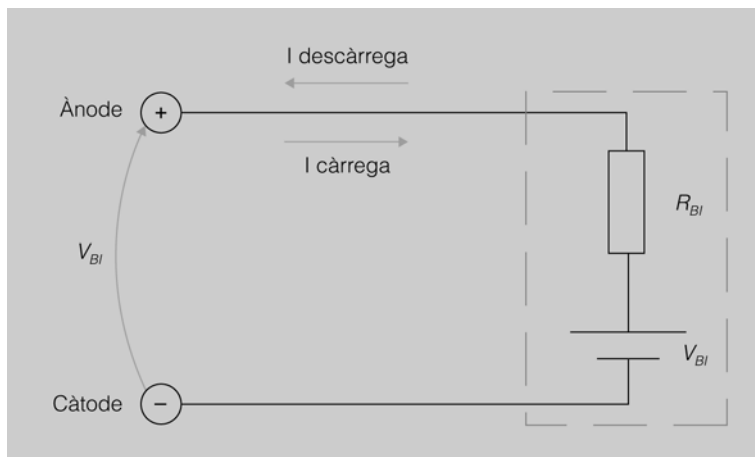 I descàrrega
Ànode
+
I càrrega
R_BI
V_BI
V_BI
Càtode
−